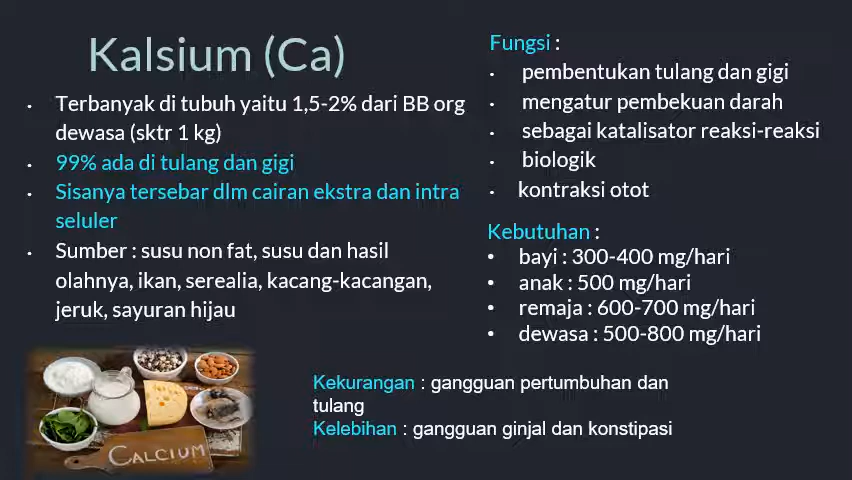 Kalsium (Ca)
• Terbanyak di tubuh yaitu 1,5-2% dari BB org
dewasa (sktr 1 kg)
• 99% ada di tulang dan gigi
• Sisanya tersebar dlm cairan ekstra dan intra
seluler
• Sumber : susu non fat, susu dan hasil
olahnya, ikan, serealia, kacang-kacangan,
jeruk, sayuran hijau
CALCIUM
Fungsi :
• pembentukan tulang dan gigi
• mengatur pembekuan darah
• sebagai katalisator reaksi-reaksi
• biologik
• kontraksi otot
Kebutuhan :
• bayi : 300-400 mg/hari
• anak : 500 mg/hari
• remaja : 600-700 mg/hari
• dewasa : 500-800 mg/hari
Kekurangan : gangguan pertumbuhan dan
tulang
Kelebihan : gangguan ginjal dan konstipasi